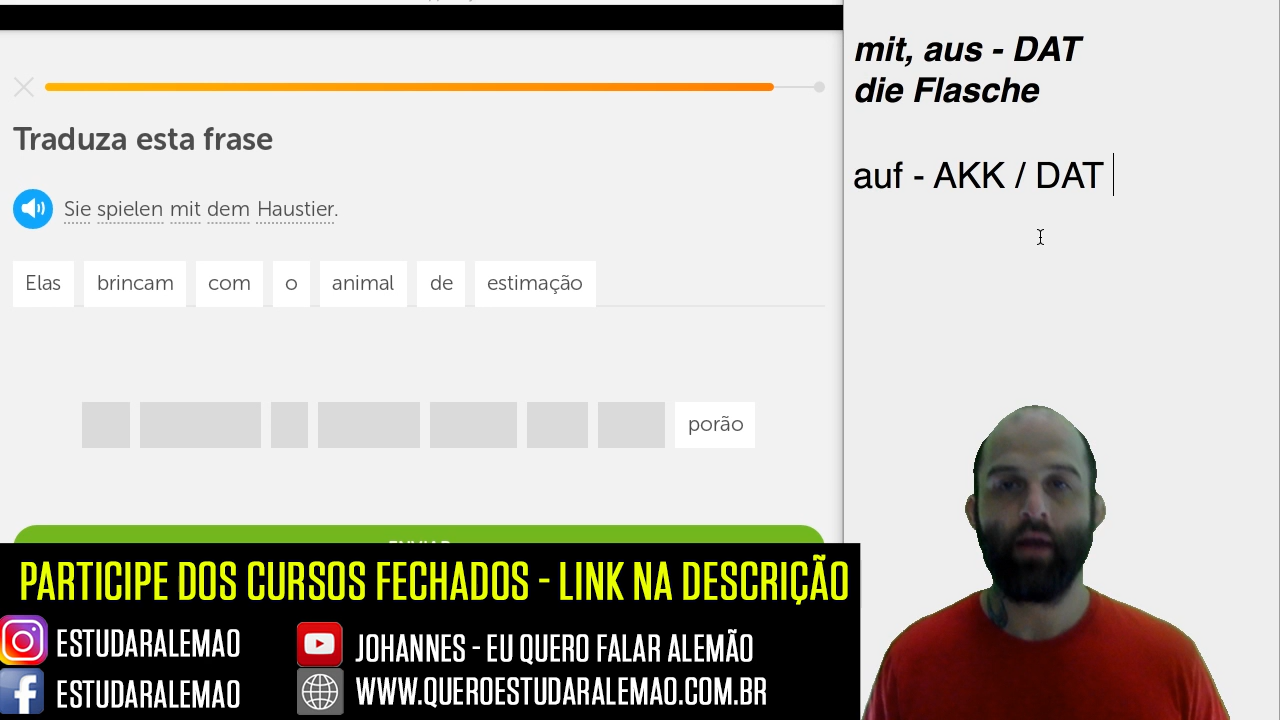 Traduza esta frase
Sie spielen mit dem Haustier.
Elas brincam com o animal de estimação
porão
mit, aus - DAT
die Flasche
auf - AKK / DAT
PARTICIPE DOS CURSOS FECHADOS - LINK NA DESCRIÇÃO
ESTUDARALEMAO
JOHANNES - EU QUERO FALAR ALEMÃO
ESTUDARALEMAO
WWW.QUEROESTUDARALEMAO.COM.BR